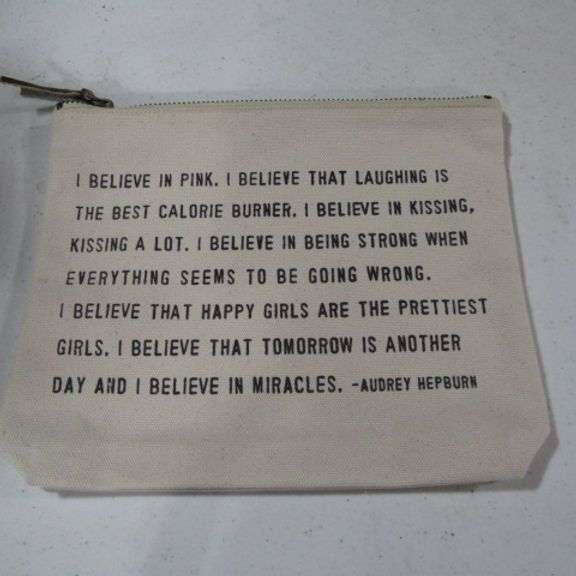 I BELIEVE IN PINK. I BELIEVE THAT LAUGHING IS
THE BEST CALORIE BURNER. I BELIEVE IN KISSING,
KISSING A LOT. I BELIEVE IN BEING STRONG WHEN
EVERYTHING SEEMS TO BE GOING WRONG.
I BELIEVE THAT HAPPY GIRLS ARE THE PRETTIEST
GIRLS. I BELIEVE THAT TOMORROW IS ANOTHER
DAY AND I BELIEVE IN MIRACLES. -AUDREY HEPBURN